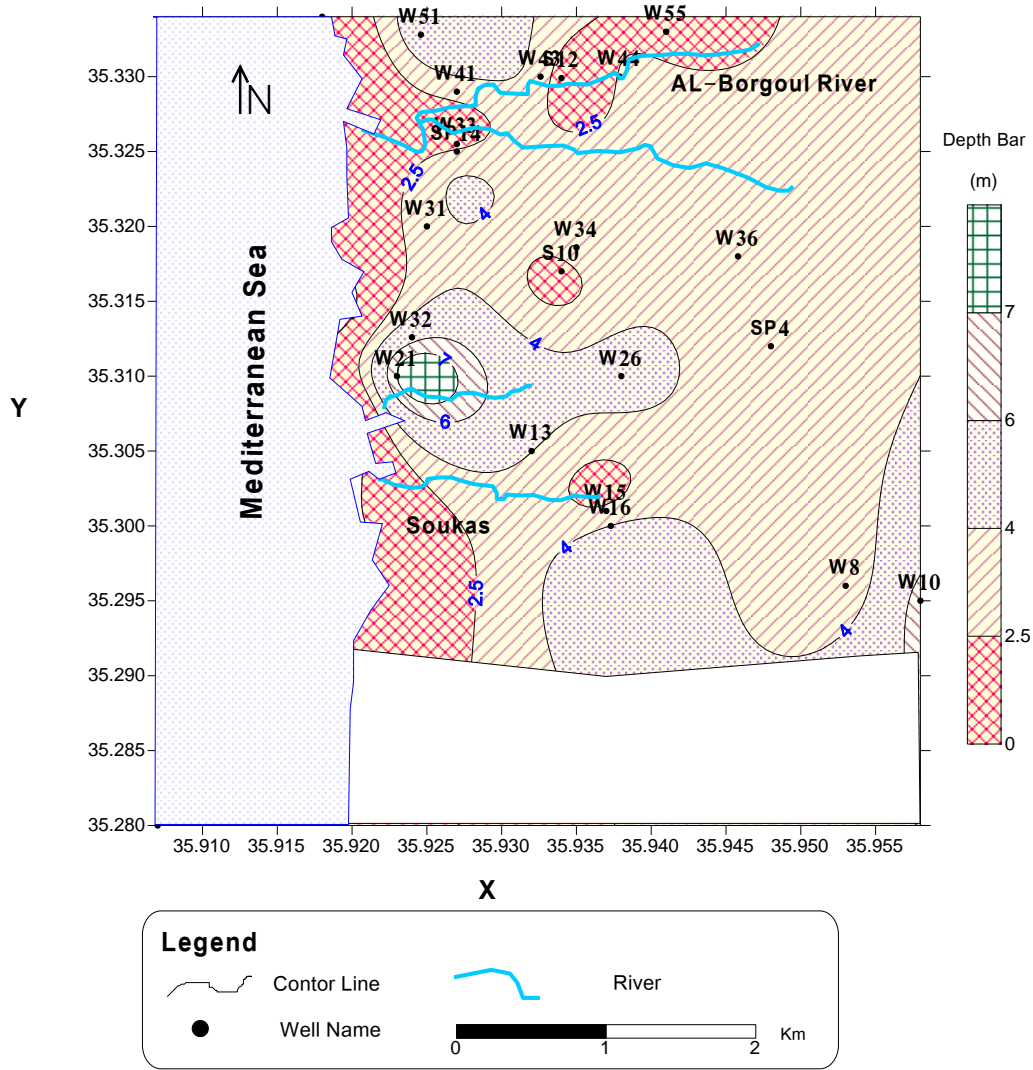 W51
W55
35.330
W43
S12
W44
AL-Borgoul River
W41
N
2.5
W33
SP14
35.325
Depth Bar
(m)
2.5
4
35.320
W31
W34
W36
S10
Mediterranean Sea
35.315
7
W32
SP4
4
7
W21
W26
35.310
Y
6
6
W13
35.305
W15
W16
35.300
Soukas
4
4
W8
W10
35.295
2.5
4
2.5
35.290
35.285
0
35.280
35.910
35.915
35.920
35.925
35.930
35.935
35.940
35.945
35.950
35.955
X
Legend
Contor Line
River
Well Name
0
1
2
Km